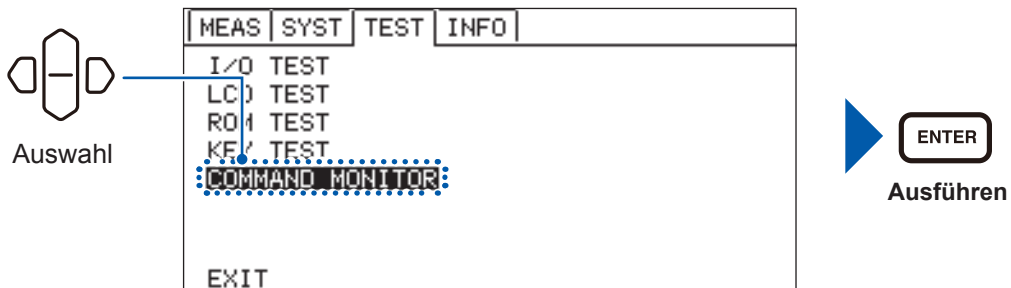 MEAS SYST TEST INFO
I/O TEST
LCD TEST
ROM TEST
KEY TEST
COMMAND MONITOR
EXIT
Auswahl
ENTER
Ausführen